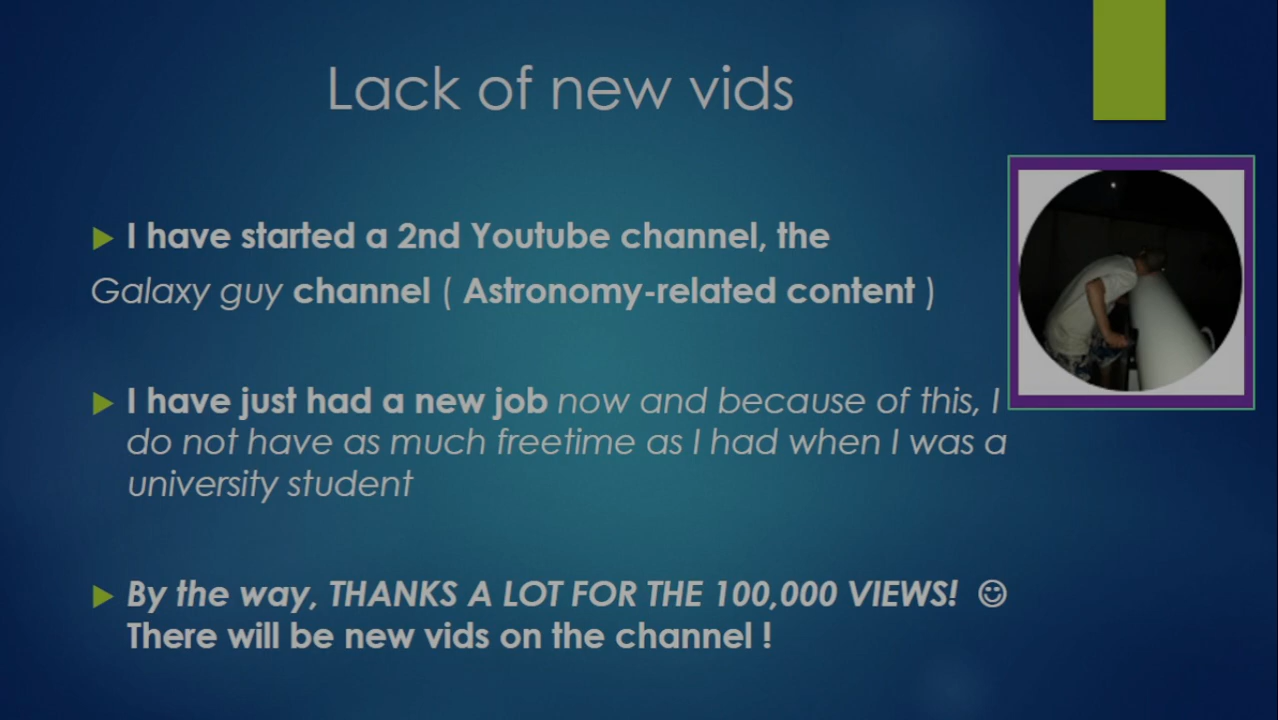 Lack of new vids
I have started a 2nd Youtube channel, the
Galaxy guy channel ( Astronomy-related content )
I have just had a new job now and because of this, I
do not have as much freetime as I had when I was a
university student
By the way, THANKS A LOT FOR THE 100,000 VIEWS! ☺
There will be new vids on the channel !